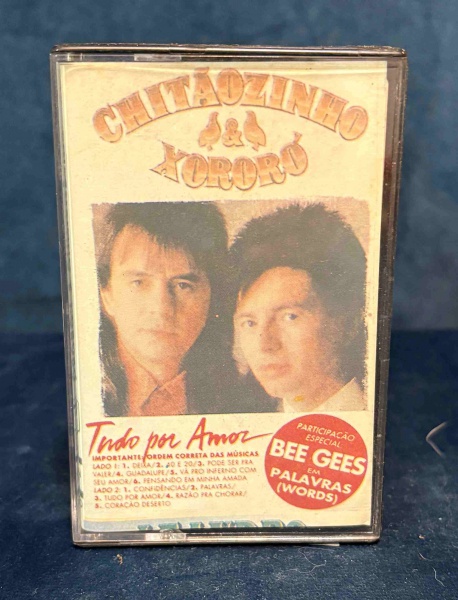 CHITÃOZINHO
&
XORORÓ
Tudo por Amor
IMPORTANTE: ORDEM CORRETA DAS MÚSICAS
LADO 1: 1. DEIXA/2. 20 E 20/3. PODE SER PRA
VALER/4. GUADALUPE/5. VÁ PRO INFERNO COM
SEU AMOR/6. PENSANDO EM MINHA AMADA
LADO 2: 1. CONFIDÊNCIAS/2. PALAVRAS/
3. TUDO POR AMOR/4. RAZÃO PRA CHORAR/
5. CORAÇÃO DESERTO
PARTICIPAÇÃO
ESPECIAL
BEE GEES
EM
PALAVRAS
(WORDS)